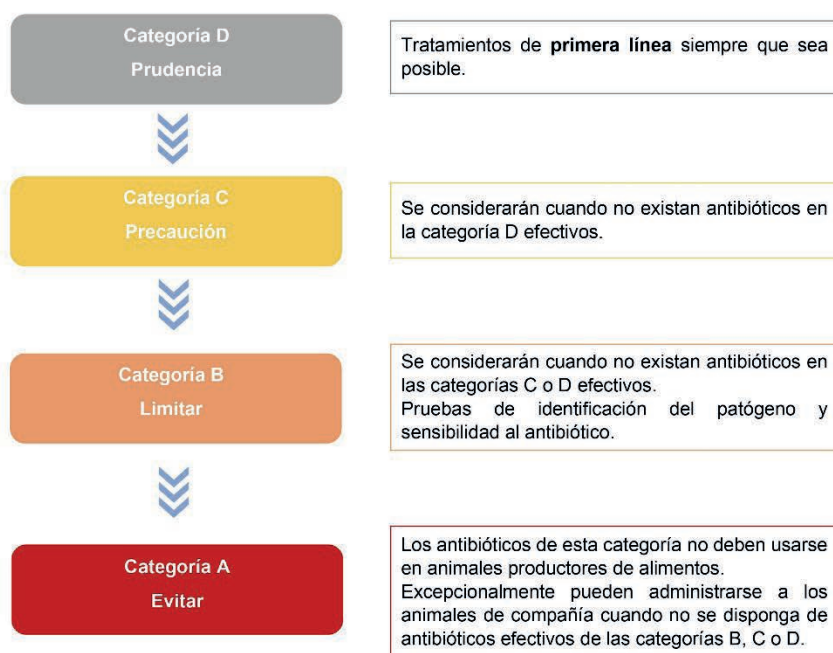 Categoría D
Prudencia
Tratamientos de primera línea siempre que sea
posible.
Categoría C
Precaución
Se considerarán cuando no existan antibióticos en
la categoría D efectivos.
Categoría B
Limitar
Se considerarán cuando no existan antibióticos en
las categorías C o D efectivos.
Pruebas de identificación del patógeno y
sensibilidad al antibiótico.
Categoría A
Evitar
Los antibióticos de esta categoría no deben usarse
en animales productores de alimentos.
Excepcionalmente pueden administrarse a los
animales de compañía cuando no se disponga de
antibióticos efectivos de las categorías B, C o D.